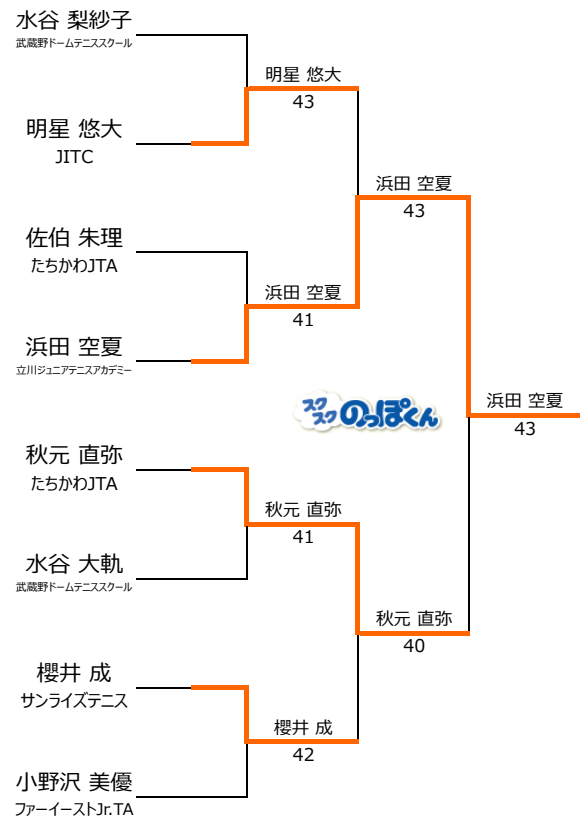 水谷 梨紗子
武蔵野ドームテニススクール
明星 悠大
43
明星 悠大
JITC
浜田 空夏
43
佐伯 朱理
たちかわJTA
浜田 空夏
41
浜田 空夏
立川ジュニアテニスアカデミー
スクスクのっぽくん
浜田 空夏
43
秋元 直弥
たちかわJTA
秋元 直弥
41
水谷 大軌
武蔵野ドームテニススクール
秋元 直弥
40
櫻井 成
サンライズテニス
櫻井 成
42
小野沢 美優
ファーイーストJr.TA